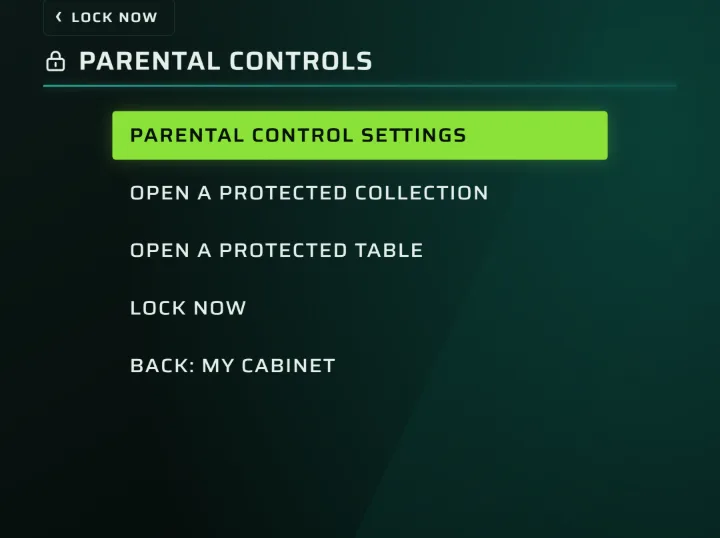 LOCK NOW
PARENTAL CONTROLS
PARENTAL CONTROL SETTINGS
OPEN A PROTECTED COLLECTION
OPEN A PROTECTED TABLE
LOCK NOW
BACK: MY CABINET